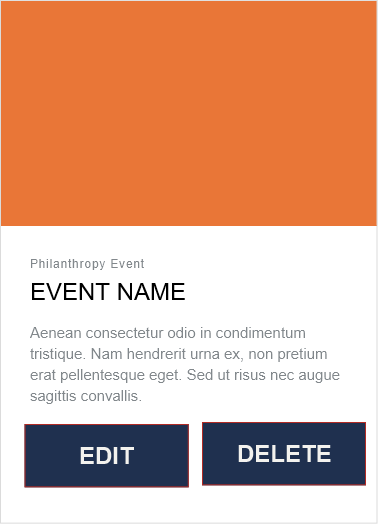 Philanthropy Event
EVENT NAME
Aenean consectetur odio in condimentum
tristique. Nam hendrerit urna ex, non pretium
erat pellentesque eget. Sed ut risus nec augue
sagittis convallis.
EDIT
DELETE